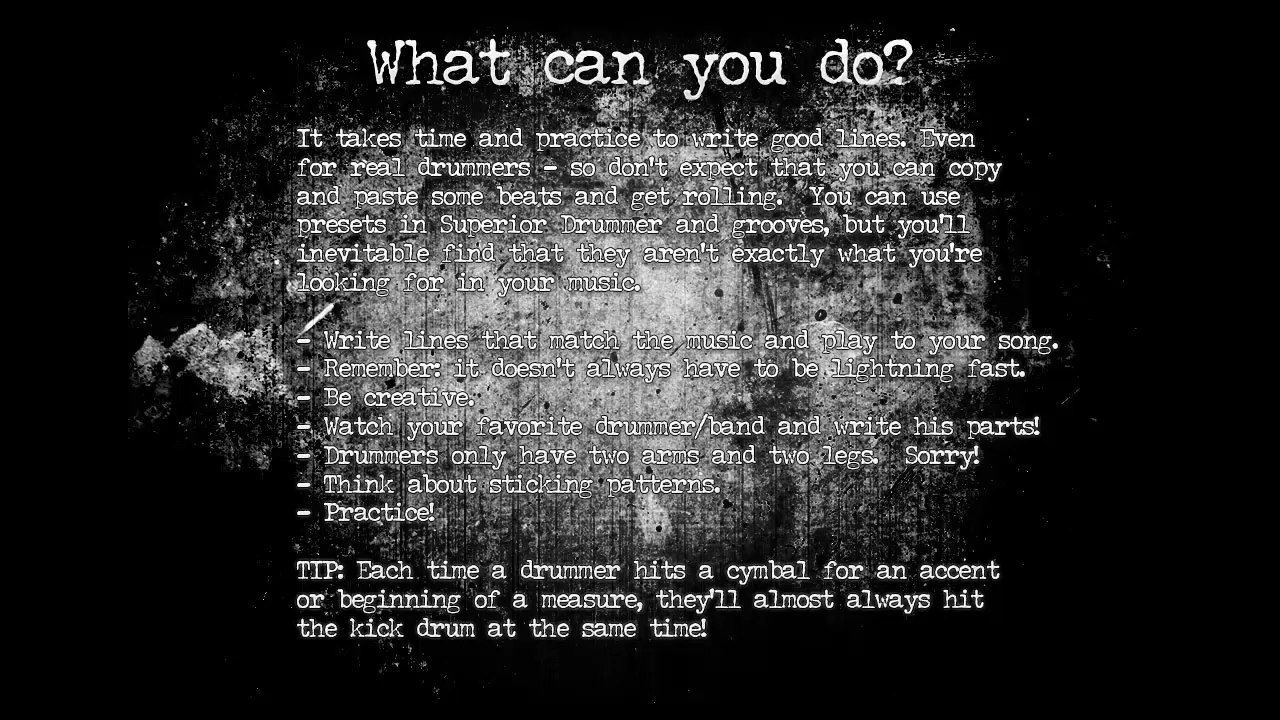 What can you do?
It takes time and practice to write good lines. Even
for real drummers - so don't expect that you can copy
and paste some beats and get rolling.  You can use
presets in Superior Drummer and grooves, but you'll
inevitable find that they aren't exactly what you're
looking for in your music.
- Write lines that match the music and play to your song.
- Remember: it doesn't always have to be lightning fast.
- Be creative.
- Watch your favorite drummer/band and write his parts!
- Drummers only have two arms and two legs.  Sorry!
- Think about sticking patterns.
- Practice!
TIP: Each time a drummer hits a cymbal for an accent
or beginning of a measure, they'll almost always hit
the kick drum at the same time!